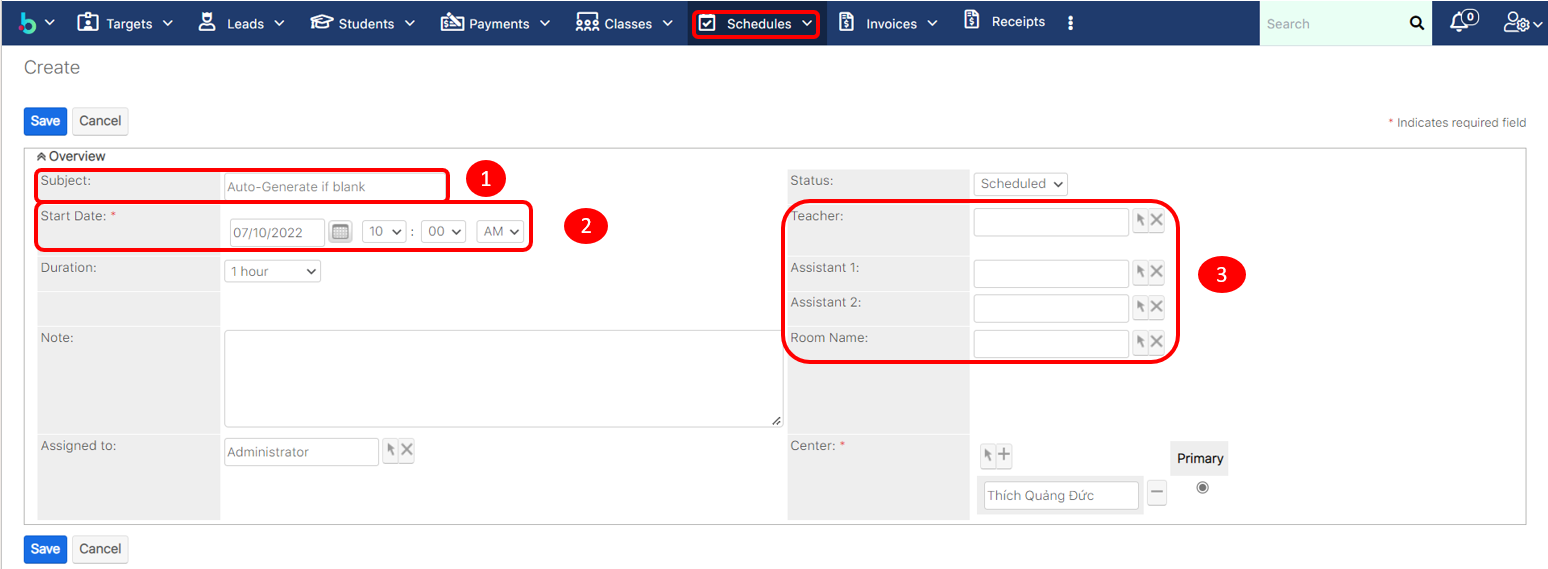 Targets Leads Students Payments Classes Schedules Invoices Receipts Search 0
Create
Save Cancel
* Indicates required field
Overview
Subject: Auto-Generate if blank 1 Status: Scheduled
Start Date: * 07/10/2022 10 : 00 AM 2 Teacher:
Duration: 1 hour Assistant 1: 3
Assistant 2:
Note: Room Name:
Assigned to: Administrator Center: * Primary
Thích Quảng Đức
Save Cancel